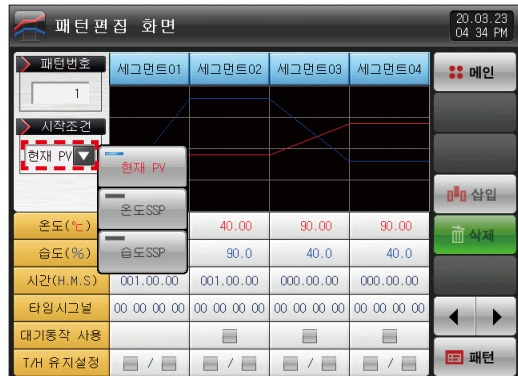 패턴편집 화면
20.03.23
04 34 PM
패턴번호
1
시작조건
현재 PV
현재 PV
온도SSP
습도SSP
세그먼트01 세그먼트02 세그먼트03 세그먼트04
온도(℃) 40.00 90.00 90.00
습도(%) 90.0 40.0 40.0
시간(H.M.S) 001.00.00 001.00.00 000.00.00 000.00.00
타임시그널 00 00 00 00 00 00 00 00 00 00 00 00 00 00 00 00
대기동작 사용
T/H 유지설정 / / / /
메인
삽입
삭제
패턴